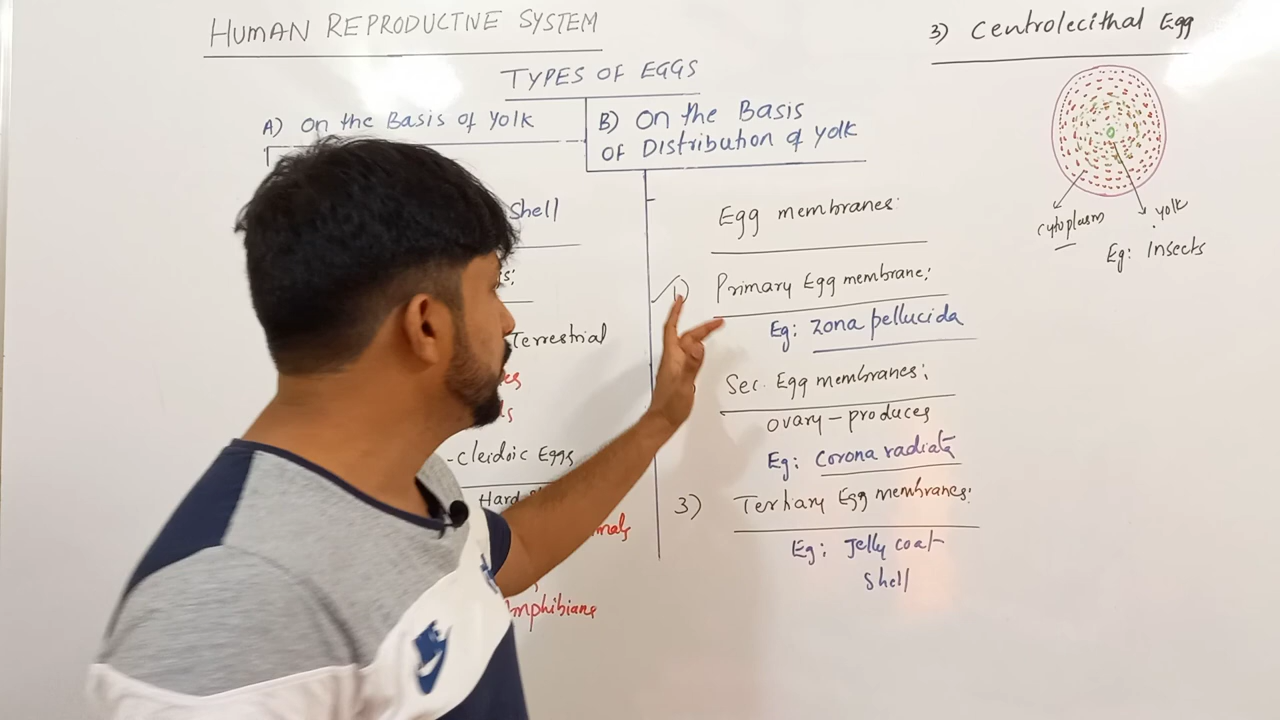 HUMAN REPRODUCTIVE SYSTEM
TYPES OF EGGS
A) On the Basis of Yolk
B) On the Basis
OF Distribution of Yolk
Shell
Terrestrial
-cleidoic Eggs
Hard
Amphibians
Egg membranes:
1) Primary Egg membrane:
Eg: Zona pellucida
Sec. Egg membranes:
ovary - produces
Eg: Corona radiata
3) Tertiary Egg membranes:
Eg: Jelly coat
Shell
3) Centrolecithal Egg
cytoplasm
yolk
Eg: Insects